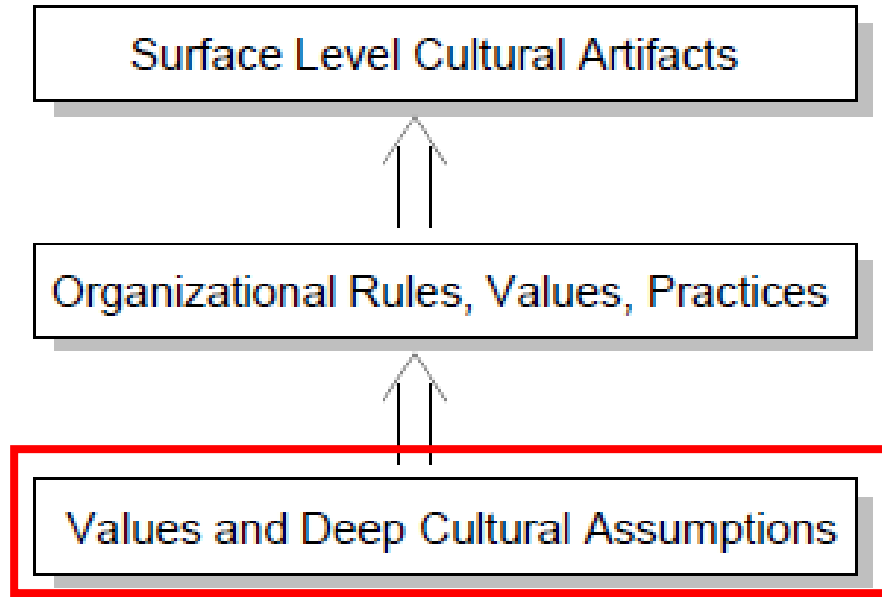 Surface Level Cultural Artifacts
Organizational Rules, Values, Practices
Values and Deep Cultural Assumptions